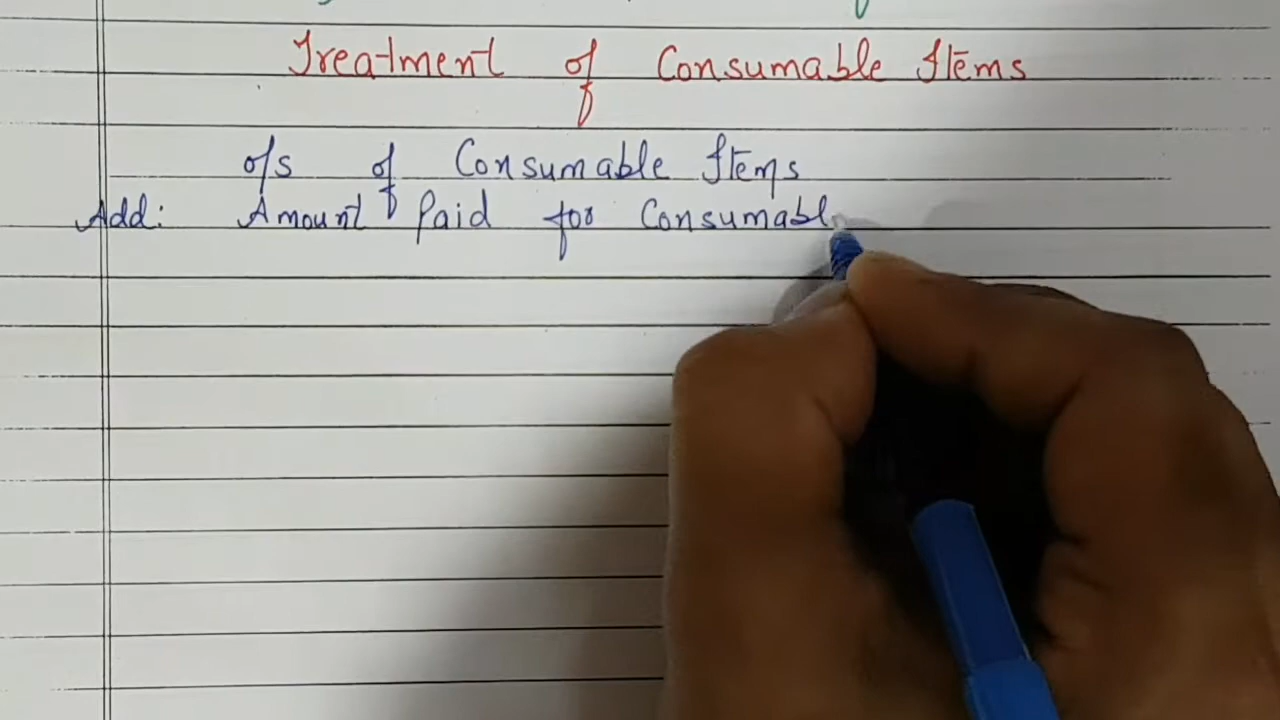 Treatment of Consumable Items
o/s of Consumable Items
Add: Amount Paid for Consumabl